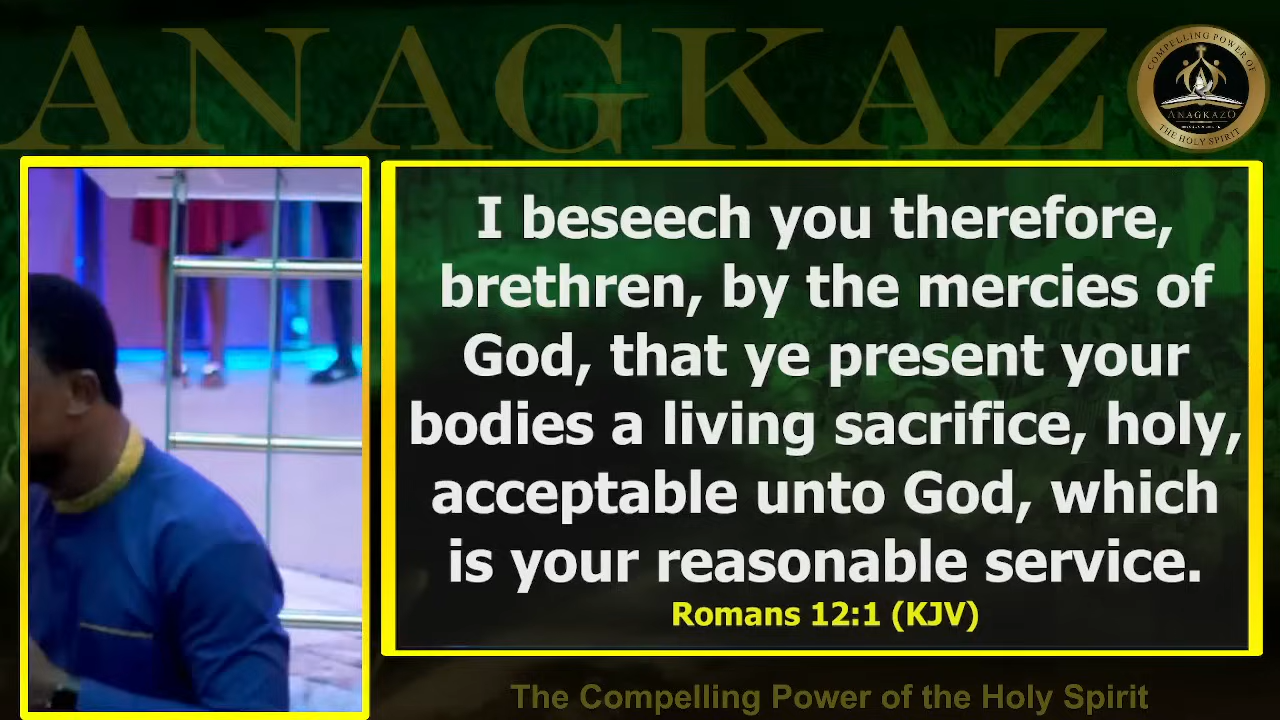 ANAGKAZ
COMPELLING POWER OF
ANAGKAZO
THE HOLY SPIRIT
I beseech you therefore,
brethren, by the mercies of
God, that ye present your
bodies a living sacrifice, holy,
acceptable unto God, which
is your reasonable service.
Romans 12:1 (KJV)
The Compelling Power of the Holy Spirit